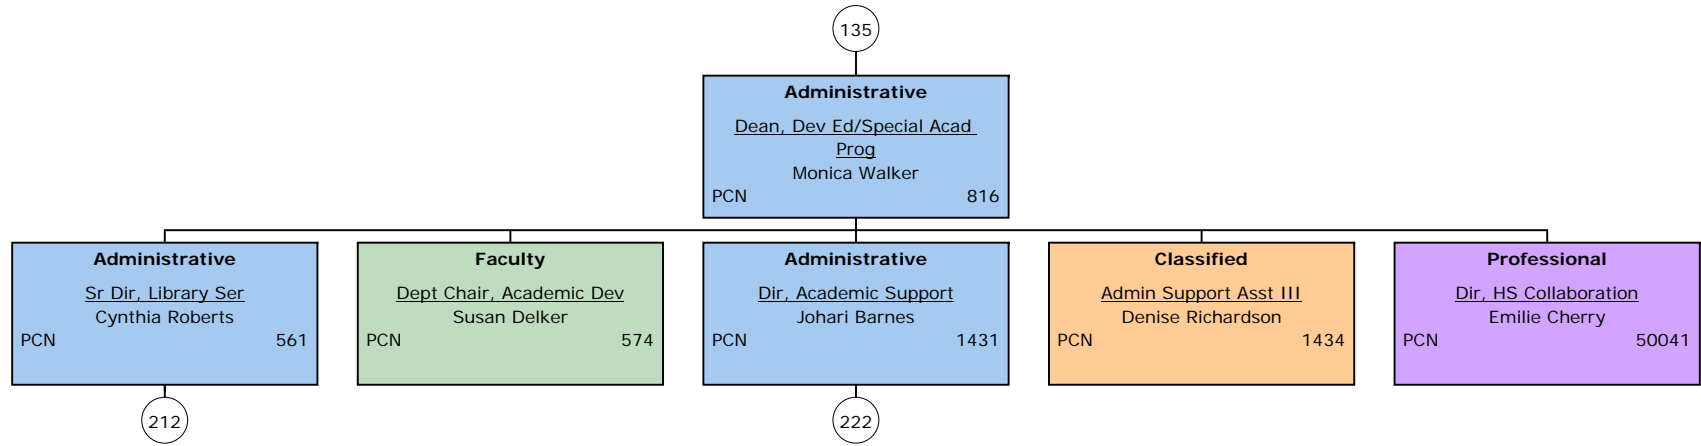 135
Administrative
Dean, Dev Ed/Special Acad
Prog
Monica Walker
PCN 816
Administrative
Sr Dir, Library Ser
Cynthia Roberts
PCN 561
212
Faculty
Dept Chair, Academic Dev
Susan Delker
PCN 574
Administrative
Dir, Academic Support
Johari Barnes
PCN 1431
222
Classified
Admin Support Asst III
Denise Richardson
PCN 1434
Professional
Dir, HS Collaboration
Emilie Cherry
PCN 50041